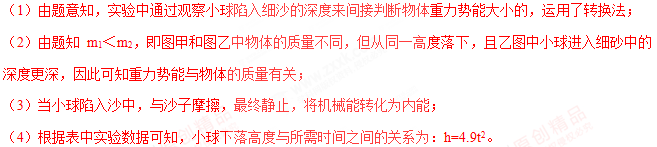 （1）由题意知，实验中通过观察小球陷入细沙的深度来间接判断物体重力势能大小的，运用了转换法；
（2）由题知 m₁＜m₂，即图甲和图乙中物体的质量不同，但从同一高度落下，且乙图中小球进入细砂中的
深度更深，因此可知重力势能与物体的质量有关；
（3）当小球陷入沙中，与沙子摩擦，最终静止，将机械能转化为内能；
（4）根据表中实验数据可知，小球下落高度与所需时间之间的关系为：h=4.9t²。